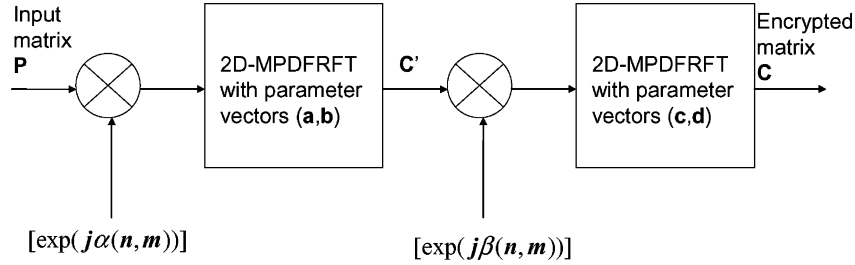 Input
matrix
P
2D-MPDFRFT
with parameter
vectors (a,b)
C'
2D-MPDFRFT
with parameter
vectors (c,d)
Encrypted
matrix
C
[exp(jα(n,m))]
[exp(jβ(n,m))]